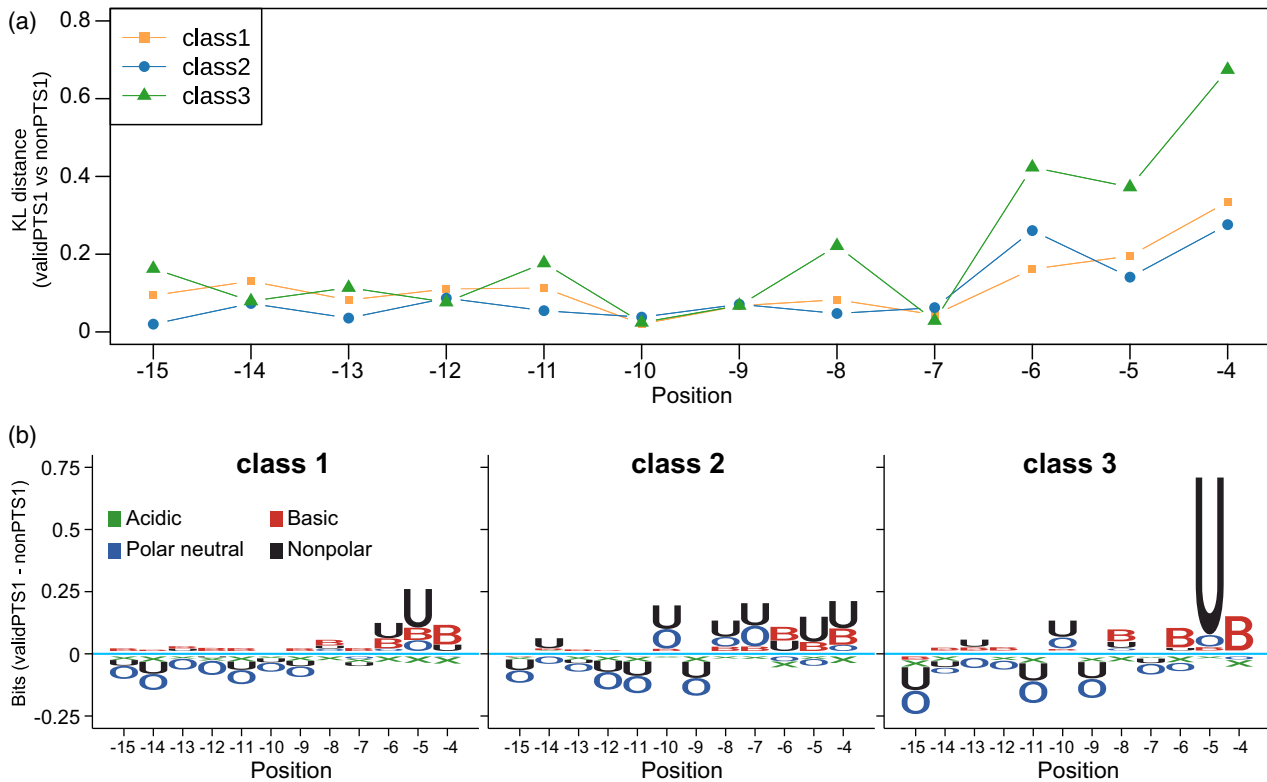 (a)
0.8
0.6
0.4
0.2
0
KL distance
(validPTS1 vs nonPTS1)
class1
class2
class3
-15 -14 -13 -12 -11 -10 -9 -8 -7 -6 -5 -4
Position
(b)
class 1 class 2 class 3
0.75
0.5
0.25
0
-0.25
Bits (validPTS1 - nonPTS1)
Acidic Basic
Polar neutral Nonpolar
-15 -14 -13 -12 -11 -10 -9 -8 -7 -6 -5 -4 -15 -14 -13 -12 -11 -10 -9 -8 -7 -6 -5 -4 -15 -14 -13 -12 -11 -10 -9 -8 -7 -6 -5 -4
Position Position Position